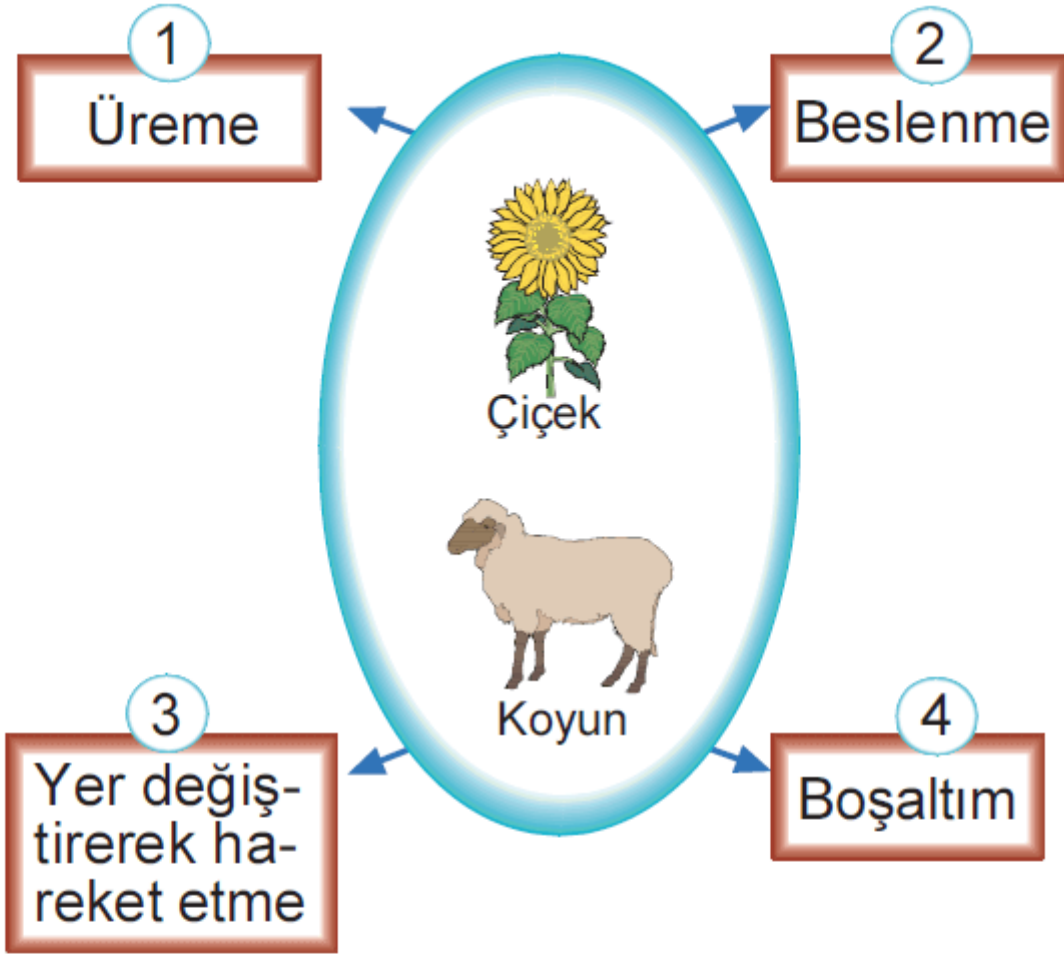 1
Üreme
2
Beslenme
Çiçek
Koyun
3
Yer değiş-
tirerek ha-
reket etme
4
Boşaltım